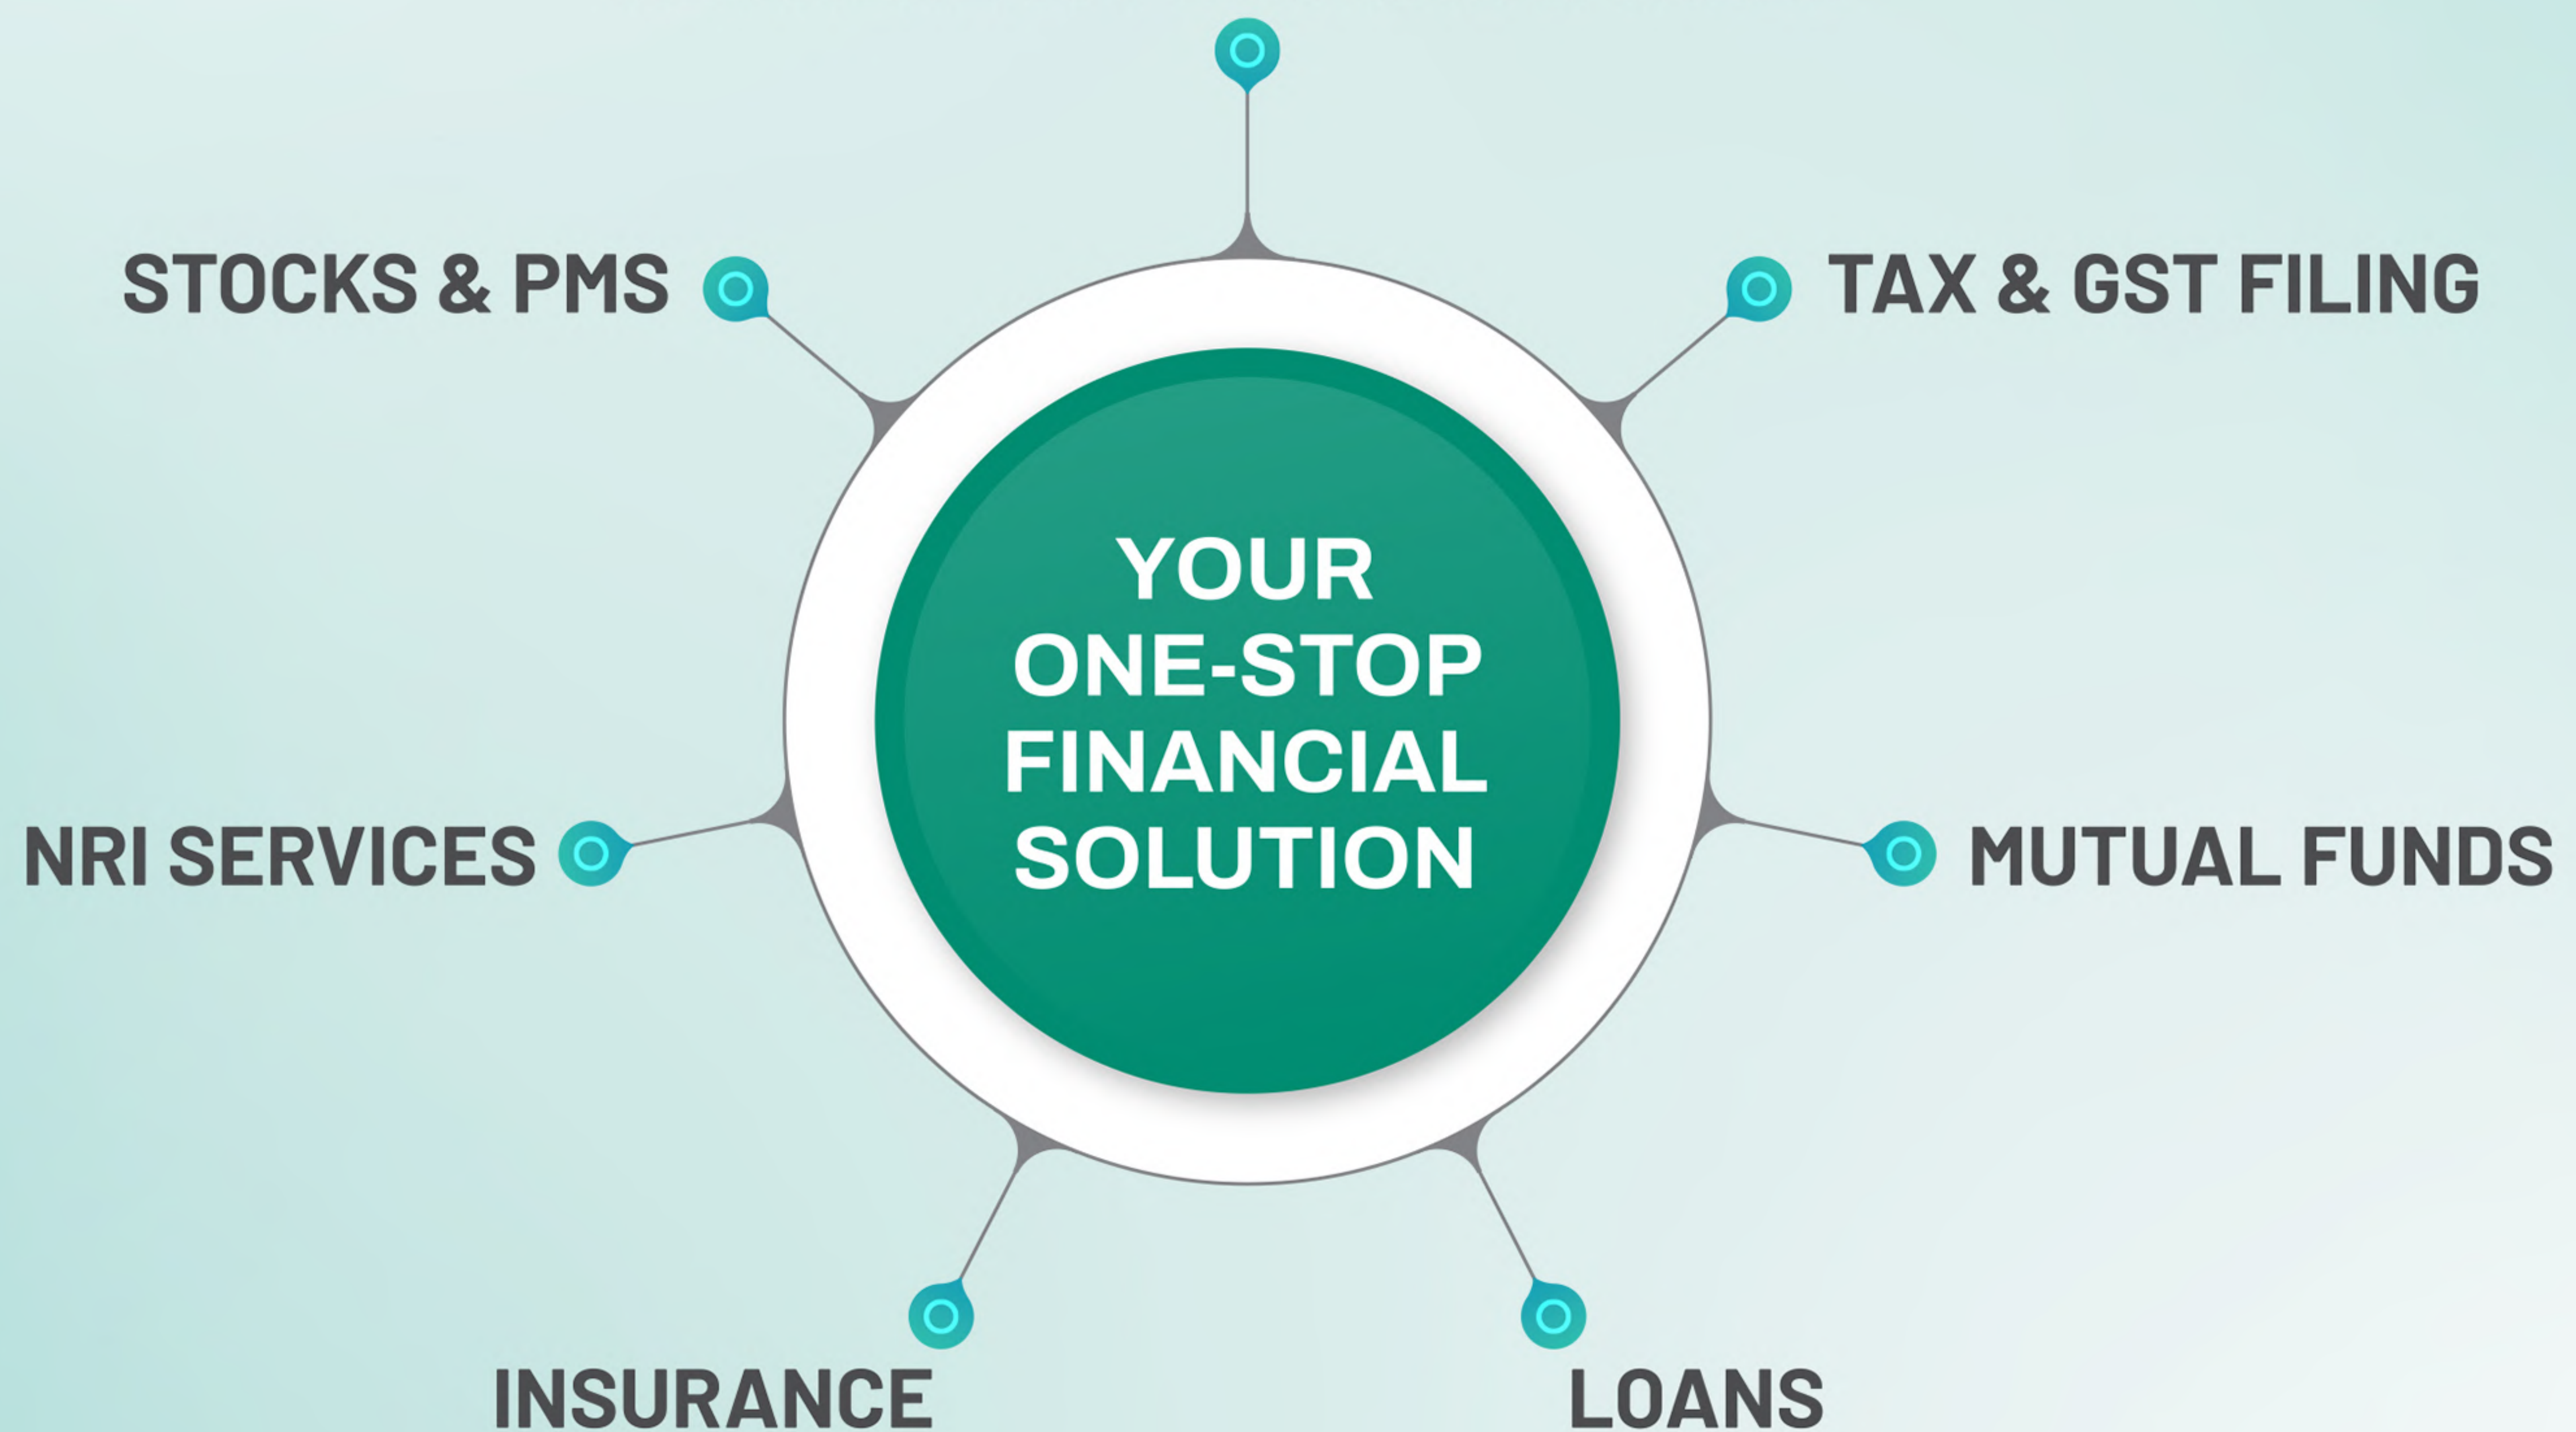 STOCKS & PMS
TAX & GST FILING
YOUR
ONE-STOP
FINANCIAL
SOLUTION
NRI SERVICES
MUTUAL FUNDS
INSURANCE
LOANS